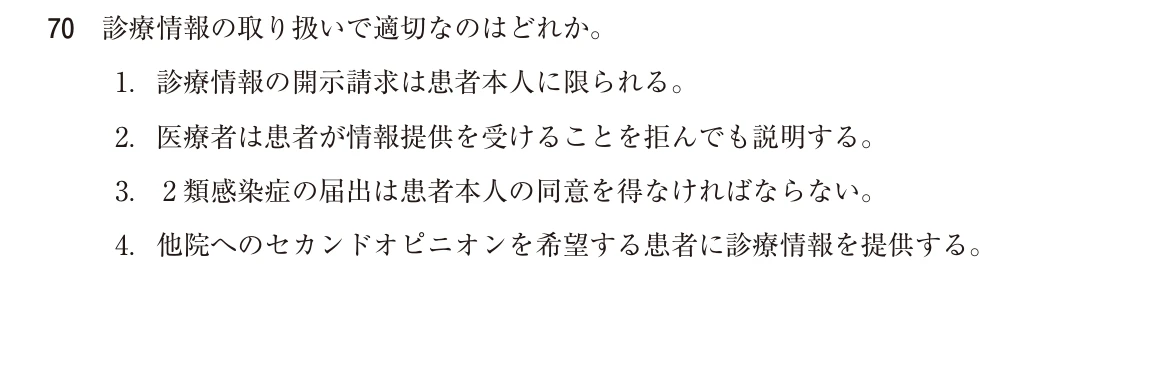 70 診療情報の取り扱いで適切なのはどれか。
1. 診療情報の開示請求は患者本人に限られる。
2. 医療者は患者が情報提供を受けることを拒んでも説明する。
3. 2類感染症の届出は患者本人の同意を得なければならない。
4. 他院へのセカンドオピニオンを希望する患者に診療情報を提供する。